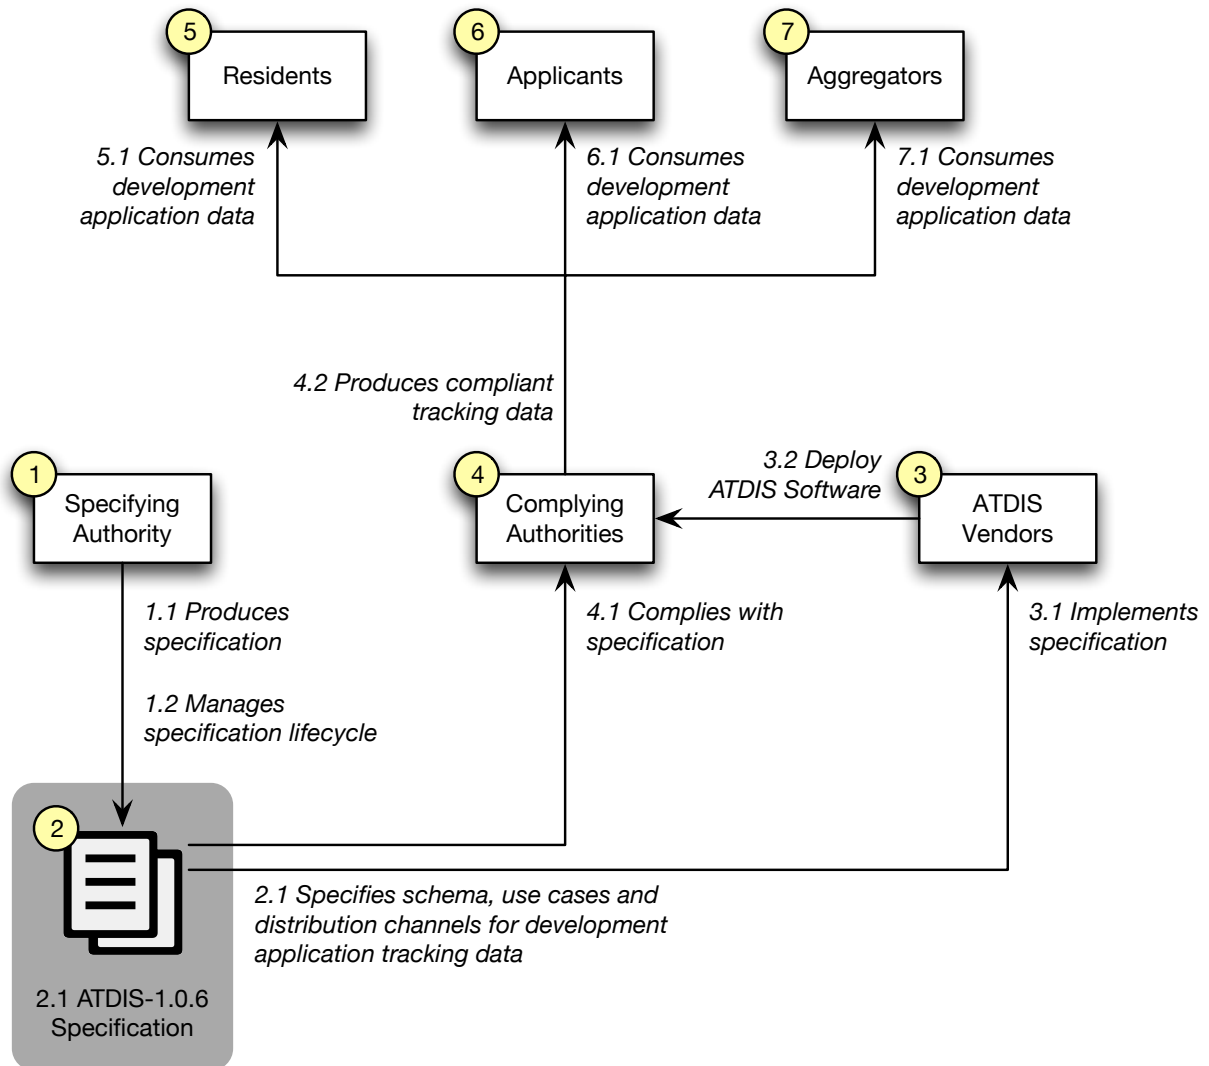 5
Residents
6
Applicants
7
Aggregators
5.1 Consumes
development
application data
6.1 Consumes
development
application data
7.1 Consumes
development
application data
4.2 Produces compliant
tracking data
1
Specifying
Authority
4
Complying
Authorities
3.2 Deploy
ATDIS Software
3
ATDIS
Vendors
1.1 Produces
specification
4.1 Complies with
specification
3.1 Implements
specification
1.2 Manages
specification lifecycle
2
2.1 Specifies schema, use cases and
distribution channels for development
application tracking data
2.1 ATDIS-1.0.6
Specification